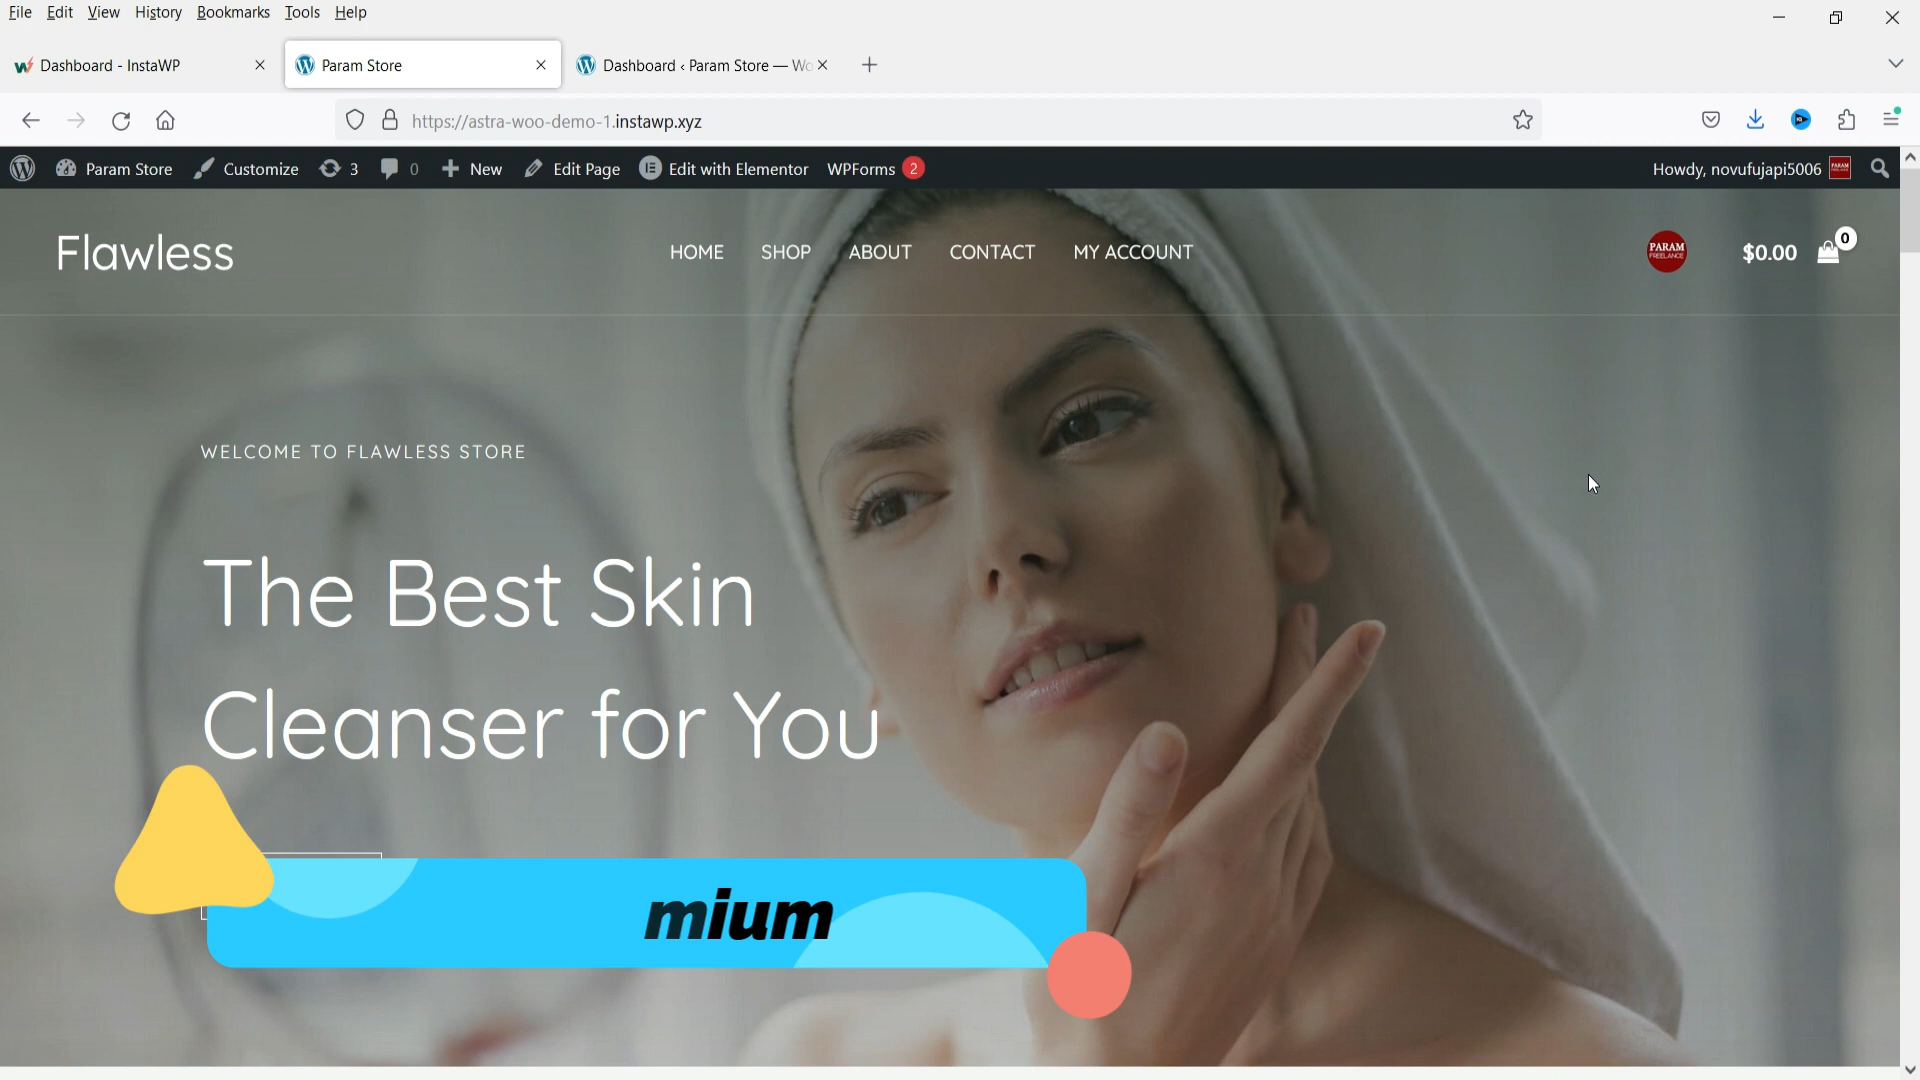 File Edit View History Bookmarks Tools Help
Dashboard - InstaWP
Param Store
Dashboard ‹ Param Store — Wo
https://astra-woo-demo-1.instawp.xyz
Param Store Customize 3 0 New Edit Page Edit with Elementor WPForms 2 Howdy, novufujapi5006
Flawless
HOME SHOP ABOUT CONTACT MY ACCOUNT
PARAM
FREELANCE
$0.00 0
WELCOME TO FLAWLESS STORE
The Best Skin
Cleanser for You
mium